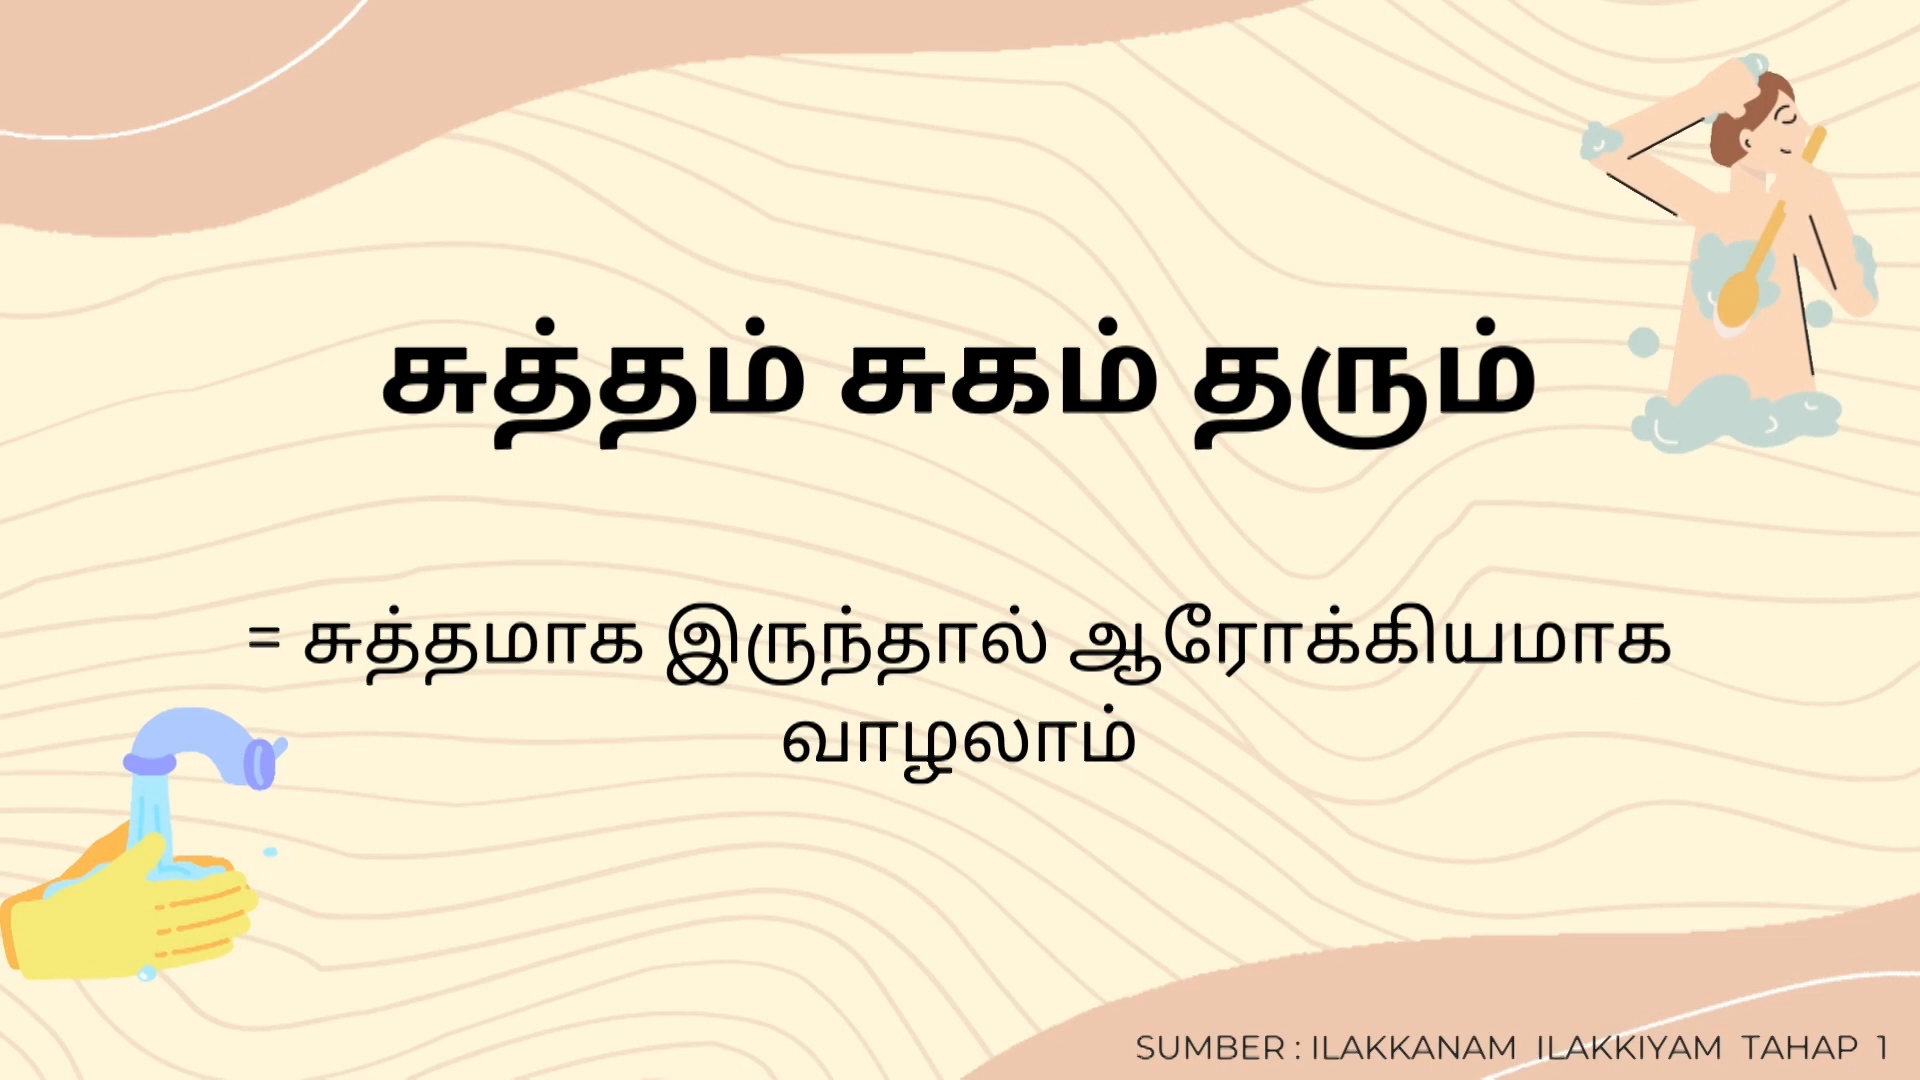 சுத்தம் சுகம் தரும்
= சுத்தமாக இருந்தால் ஆரோக்கியமாக
வாழலாம்
SUMBER : ILAKKANAM ILAKKIYAM TAHAP 1